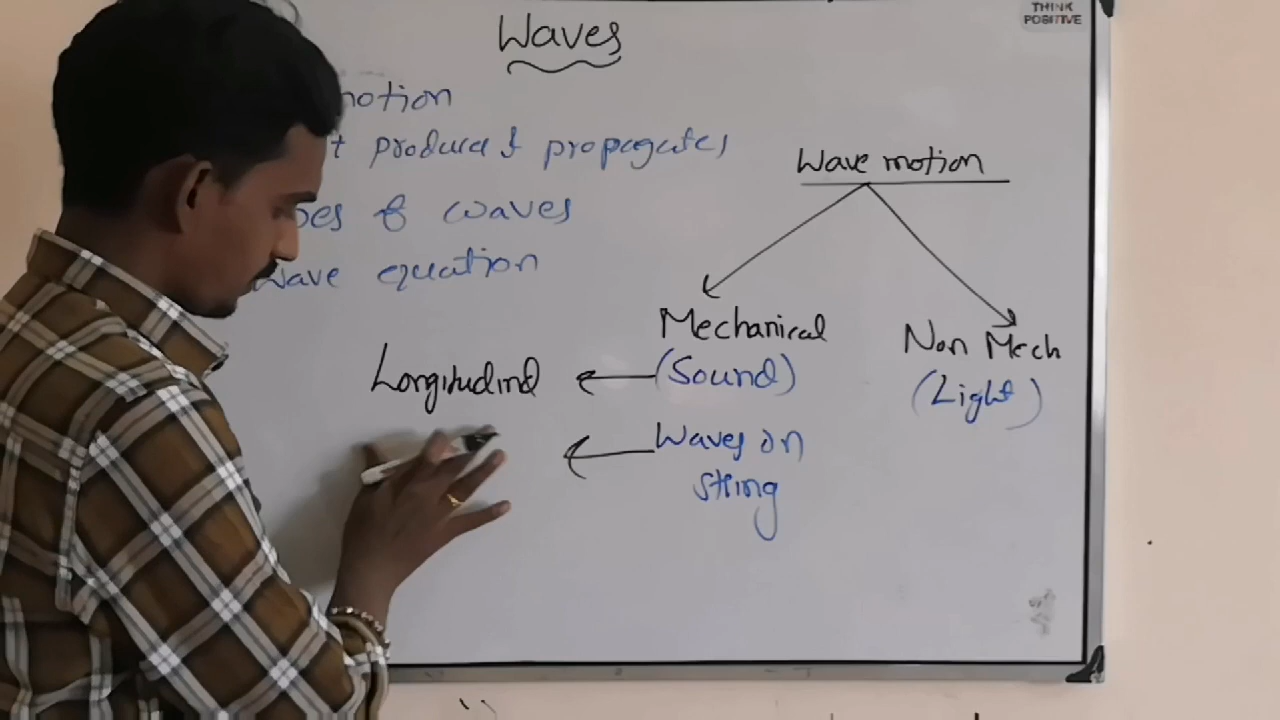 THINK
POSITIVE
Waves
motion
produce & propagates
of waves
Wave equation
Wave motion
Mechanical
(Sound)
Non Mech
(Light)
Longitudinal
Waves on
string